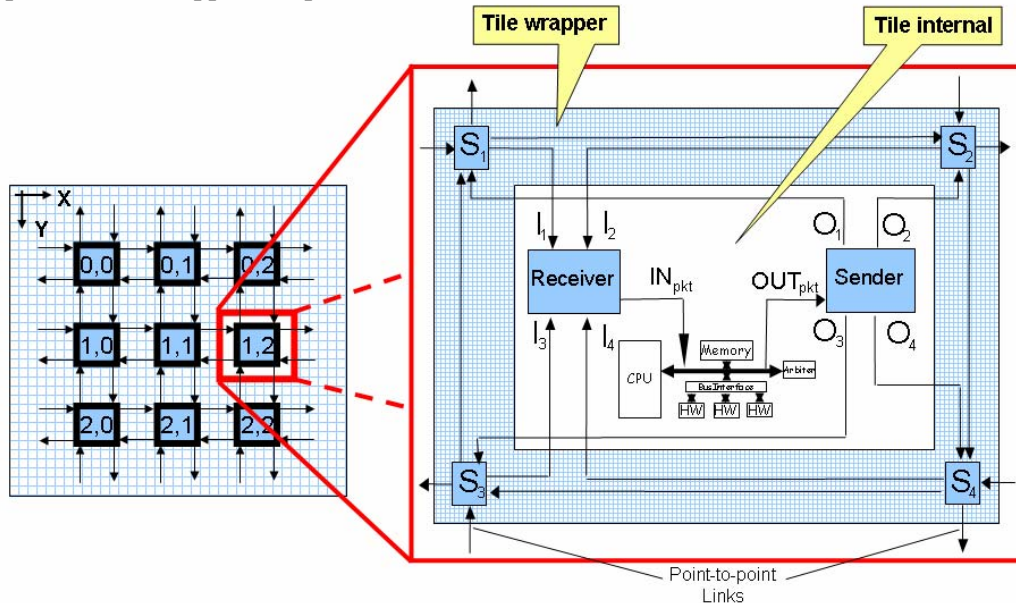 Tile wrapper
Tile internal
X
Y
0,0
0,1
0,2
1,0
1,1
1,2
2,0
2,1
2,2
S1
S2
I1
I2
O1
O2
Receiver
INpkt
OUTpkt
Sender
I3
I4
O3
O4
CPU
Memory
Arbiter
BusInterface
HW
HW
HW
S3
S4
Point-to-point
Links